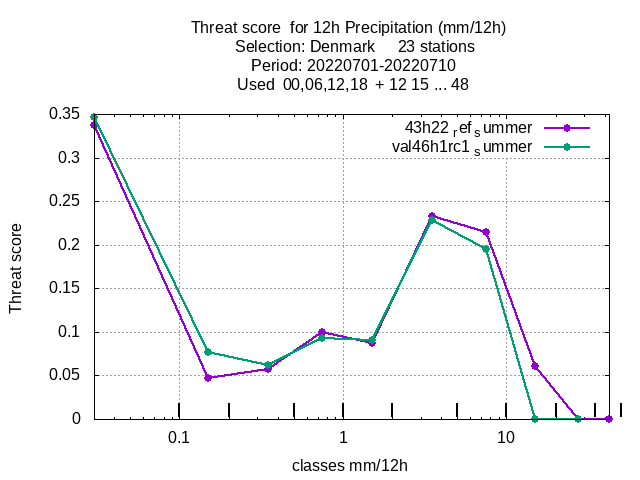 Threat score  for 12h Precipitation (mm/12h)
Selection: Denmark     23 stations
Period: 20220701-20220710
Used  00,06,12,18  + 12 15 ... 48
43h22 refsummer
val46h1rc1 summer
0.35
0.3
0.25
0.2
0.15
0.1
0.05
0
Threat score
0.1
1
10
classes mm/12h